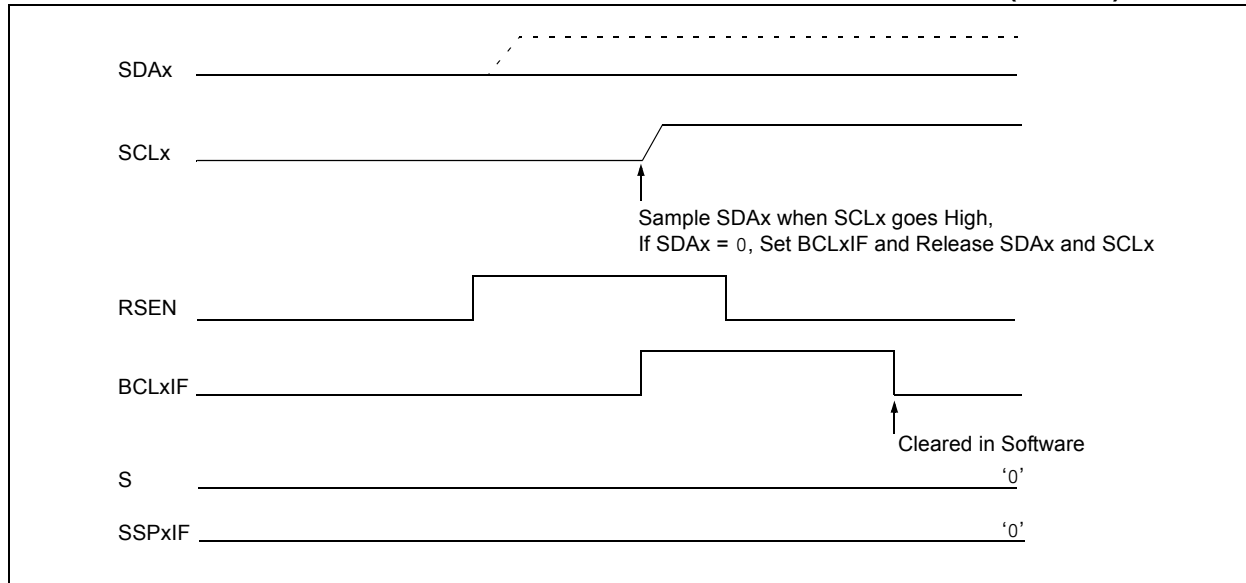 SDAx
SCLx
Sample SDAx when SCLx goes High,
If SDAx = 0, Set BCLxIF and Release SDAx and SCLx
RSEN
BCLxIF
Cleared in Software
S
‘0’
SSPxIF
‘0’